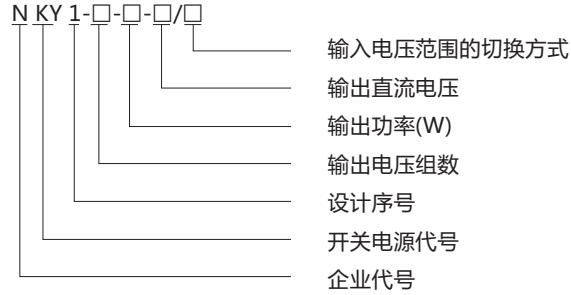 N KY 1-□-□-□/□
输入电压范围的切换方式
输出直流电压
输出功率(W)
输出电压组数
设计序号
开关电源代号
企业代号